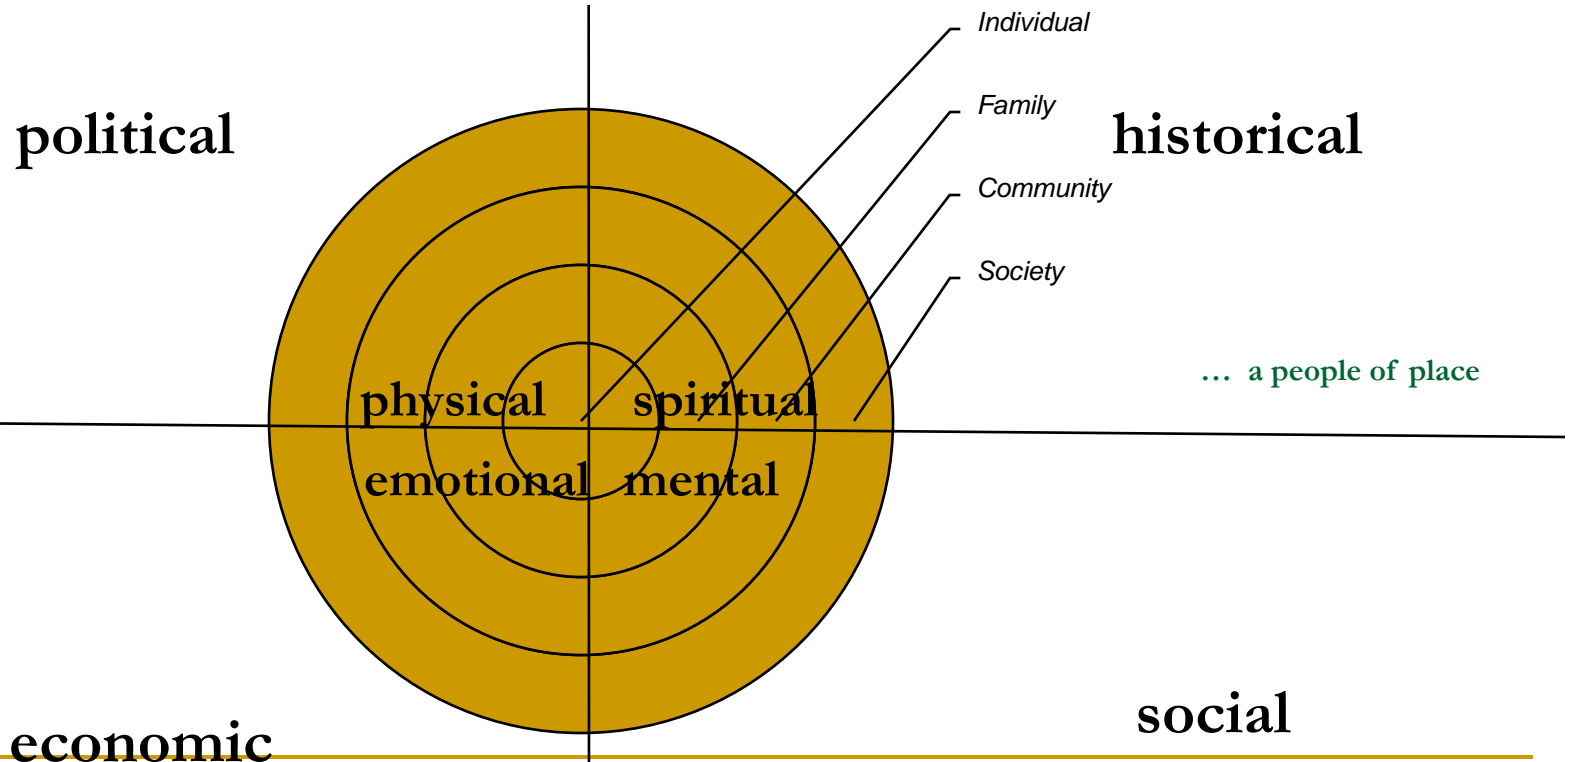 Individual
Family
political
historical
Community
Society
… a people of place
physical
spiritual
emotional
mental
social
economic